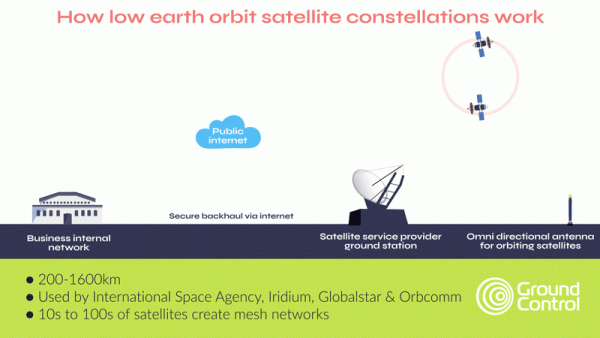 How low earth orbit satellite constellations work
Public
internet
Secure backhaul via internet
Business internal
network
Satellite service provider
ground station
Omni directional antenna
for orbiting satellites
200-1600km
Used by International Space Agency, Iridium, Globalstar & Orbcomm
10s to 100s of satellites create mesh networks
Ground
Control